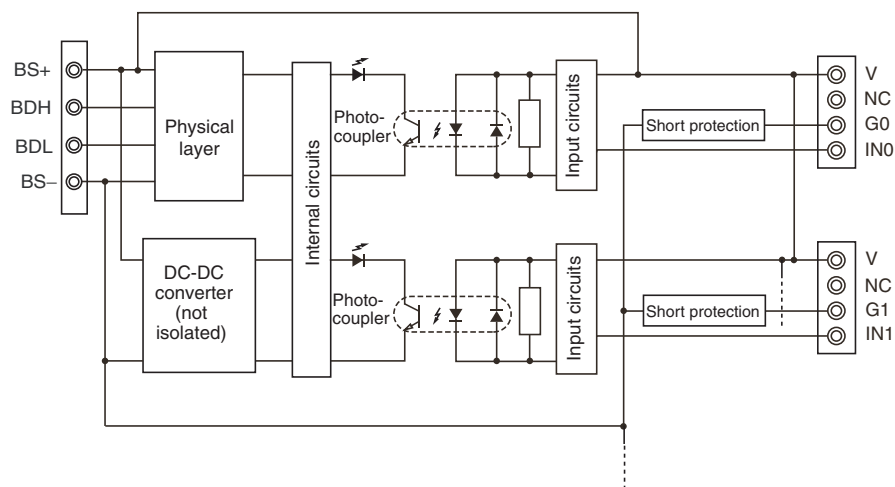 BS+
BDH
BDL
BS–
Physical
layer
DC-DC
converter
(not
isolated)
Internal circuits
Photo-
coupler
Input circuits
Short protection
V
NC
G0
IN0
Photo-
coupler
Input circuits
Short protection
V
NC
G1
IN1